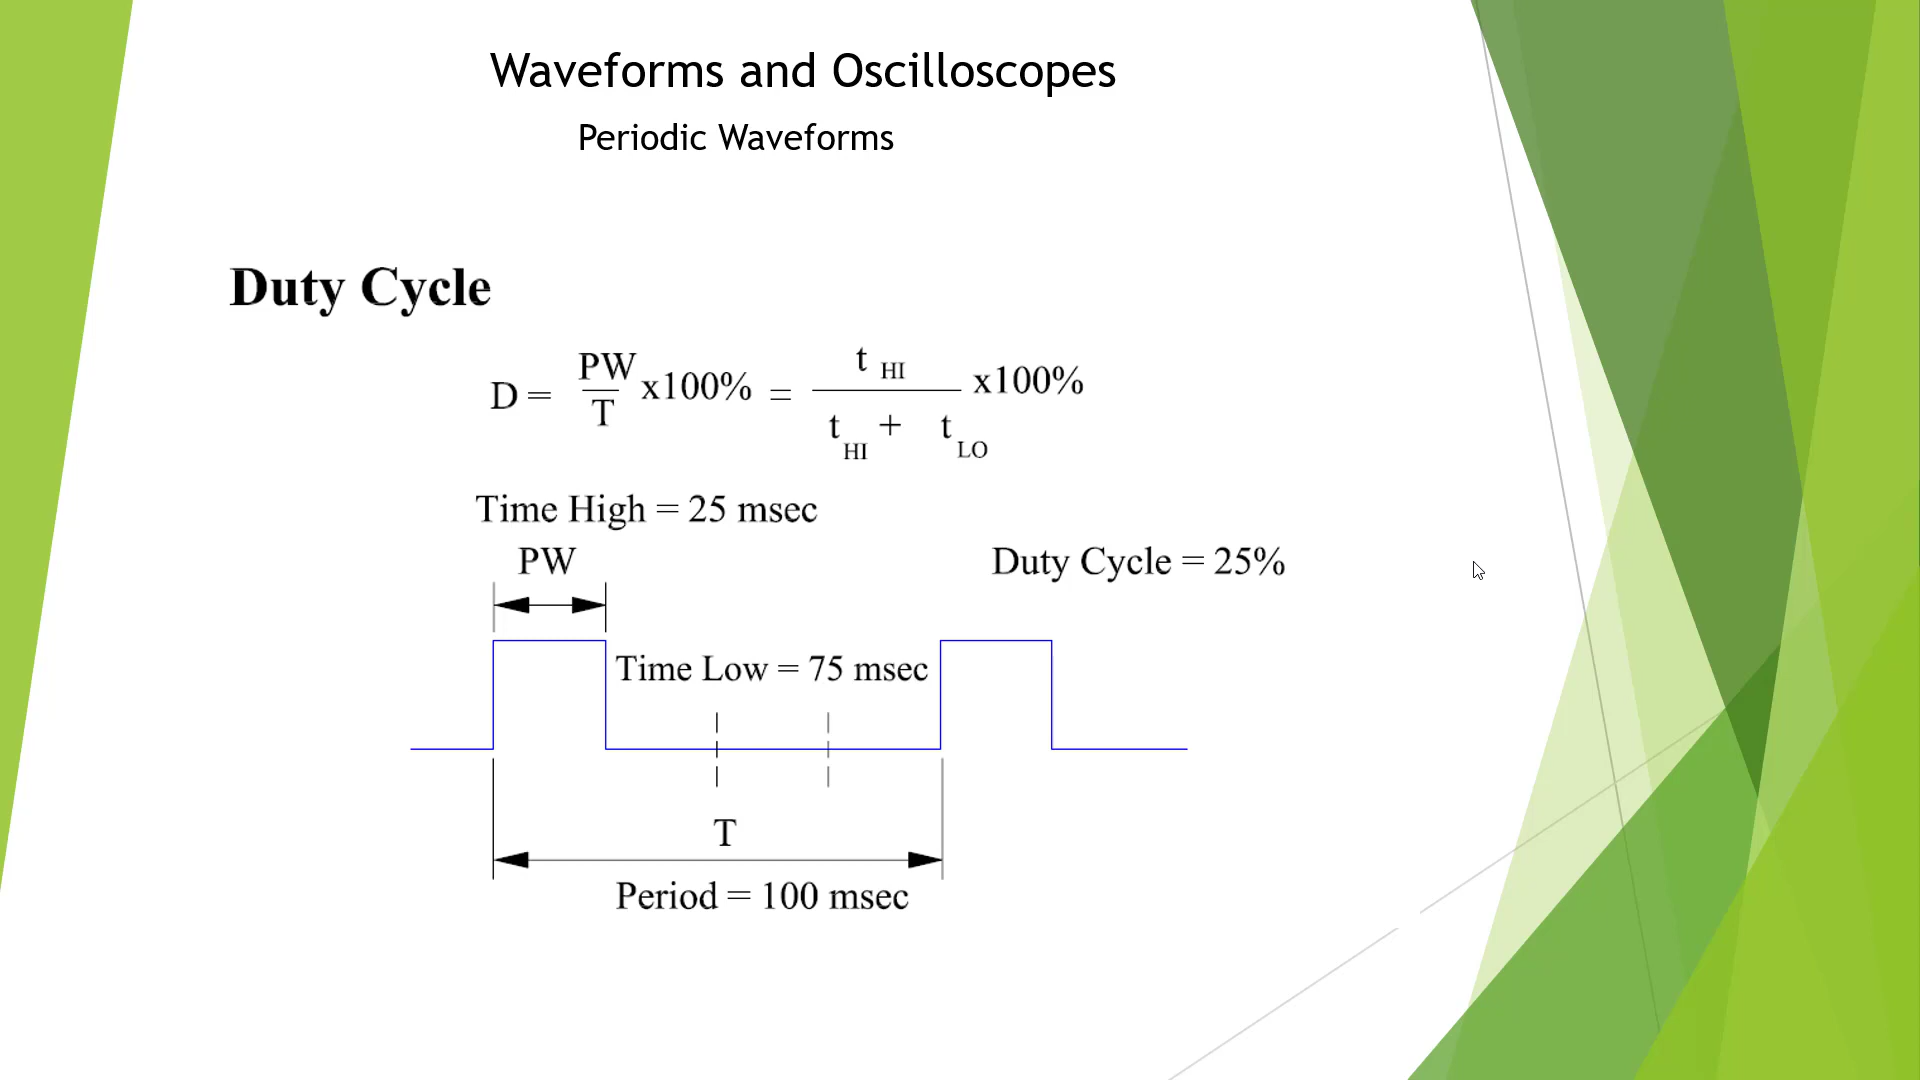 Waveforms and Oscilloscopes
Periodic Waveforms
Duty Cycle
D = PW/T x100% = t HI / t HI + t LO x100%
Time High = 25 msec
PW
Duty Cycle = 25%
Time Low = 75 msec
T
Period = 100 msec